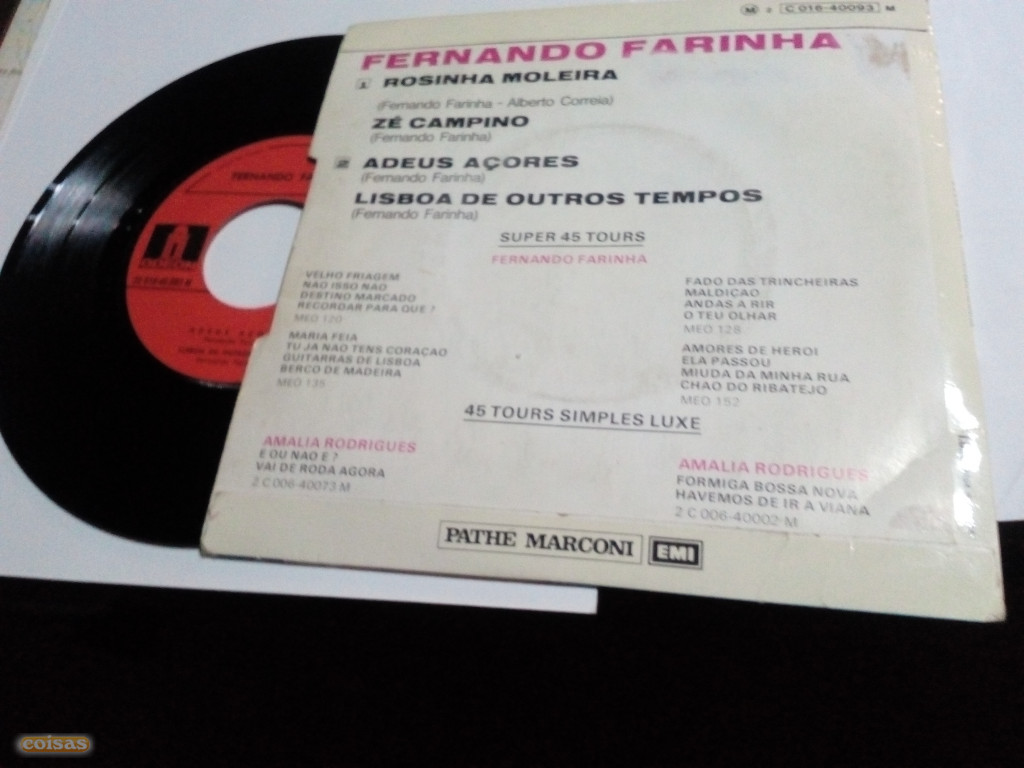 M 2 C 016-40093 M
FERNANDO FARINHA
1 ROSINHA MOLEIRA
(Fernando Farinha - Alberto Correia)
ZÉ CAMPINO
(Fernando Farinha)
2 ADEUS AÇORES
(Fernando Farinha)
LISBOA DE OUTROS TEMPOS
(Fernando Farinha)
SUPER 45 TOURS
FERNANDO FARINHA
VELHO FRIAGEM
NAO ISSO NAO
DESTINO MARCADO
RECORDAR PARA QUE ?
MEO 120
MARIA FEIA
TU JA NAO TENS CORAÇAO
GUITARRAS DE LISBOA
BERCO DE MADEIRA
MEO 135
FADO DAS TRINCHEIRAS
MALDIÇAO
ANDAS A RIR
O TEU OLHAR
MEO 128
AMORES DE HEROI
ELA PASSOU
MIUDA DA MINHA RUA
CHAO DO RIBATEJO
MEO 152
45 TOURS SIMPLES LUXE
AMALIA RODRIGUES
E OU NAO E ?
VAI DE RODA AGORA
2 C 006-40073 M
AMALIA RODRIGUES
FORMIGA BOSSA NOVA
HAVEMOS DE IR A VIANA
2 C 006-40002 M
PATHE MARCONI EMI
FERNANDO FA
coisas